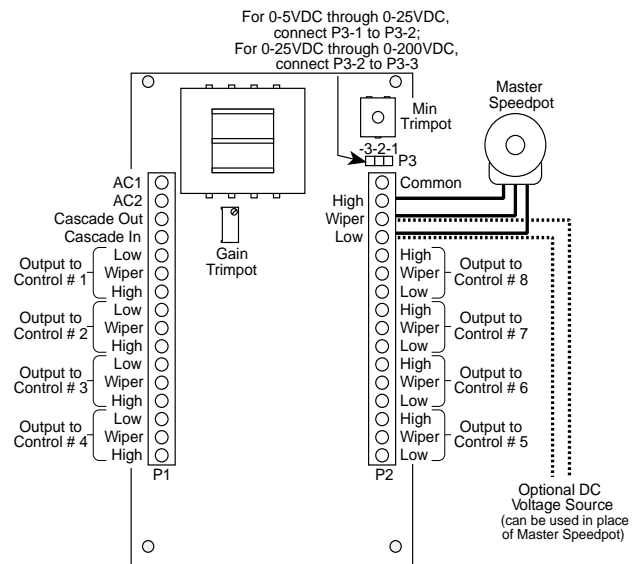 For 0-5VDC through 0-25VDC,
connect P3-1 to P3-2;
For 0-25VDC through 0-200VDC,
connect P3-2 to P3-3
Master
Speedpot
Min
Trimpot
-3-2-1
P3
AC1
AC2
Cascade Out
Cascade In
Gain
Trimpot
Common
High
Wiper
Low
Output to
Control # 1
Low
Wiper
High
Output to
Control # 2
Low
Wiper
High
Output to
Control # 3
Low
Wiper
High
Output to
Control # 4
Low
Wiper
High
P1
High
Wiper
Low
Output to
Control # 8
High
Wiper
Low
Output to
Control # 7
High
Wiper
Low
Output to
Control # 6
High
Wiper
Low
Output to
Control # 5
P2
Optional DC
Voltage Source
(can be used in place
of Master Speedpot)